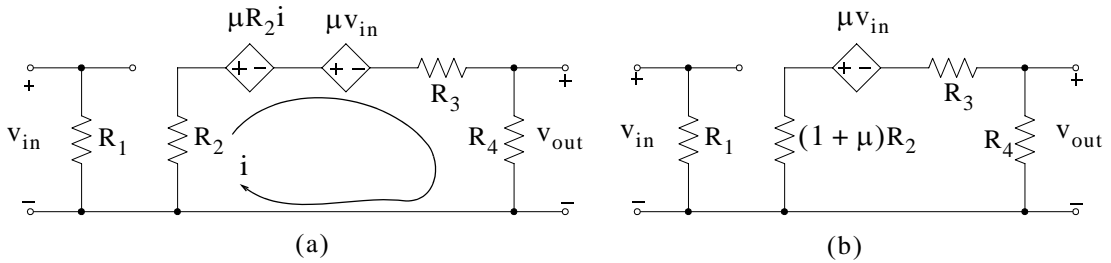 μR₂i μv_in μv_in
+ − + − + −
+ + + +
R₃ R₃
v_in R₁ R₂ R₄ v_out v_in R₁ (1 + μ)R₂ R₄ v_out
i
− − − −
(a) (b)